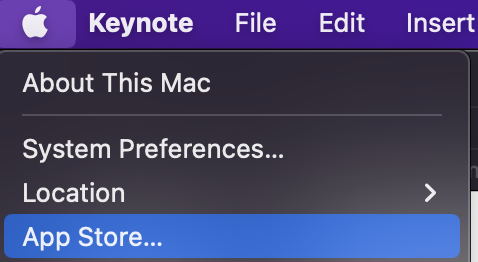 Keynote File Edit Insert
About This Mac
System Preferences...
Location
App Store...